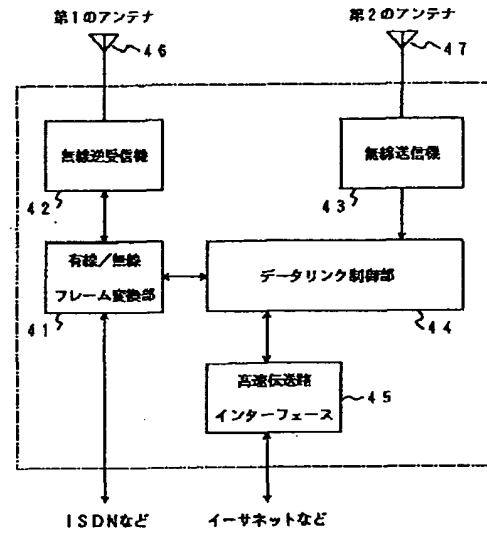 第1のアンテナ
第2のアンテナ
46
47
無線送受信機
無線送信機
42
43
有線/無線
フレーム変換部
データリンク制御部
41
44
高速伝送路
インターフェース
45
ISDNなど
イーサネットなど